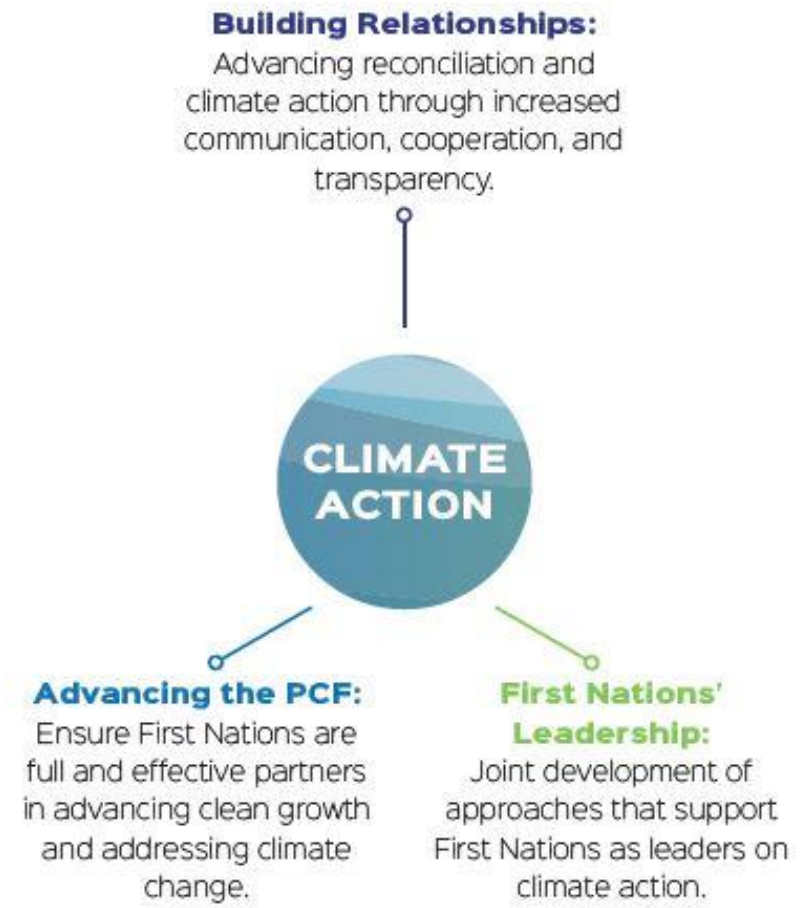 Building Relationships:
Advancing reconciliation and
climate action through increased
communication, cooperation, and
transparency.
CLIMATE
ACTION
Advancing the PCF:
Ensure First Nations are
full and effective partners
in advancing clean growth
and addressing climate
change.
First Nations'
Leadership:
Joint development of
approaches that support
First Nations as leaders on
climate action.